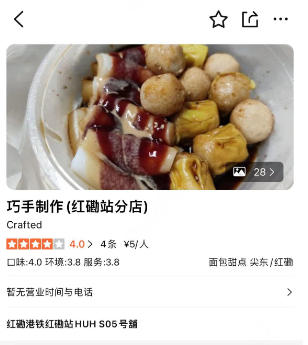 28 >
巧手制作 (红磡站分店)
Crafted
4.0 > 4条 ¥5/人
口味:4.0 环境:3.8 服务:3.8 面包甜点 尖东/红磡
暂无营业时间与电话 >
红磡港铁红磡站HUH S05号舖